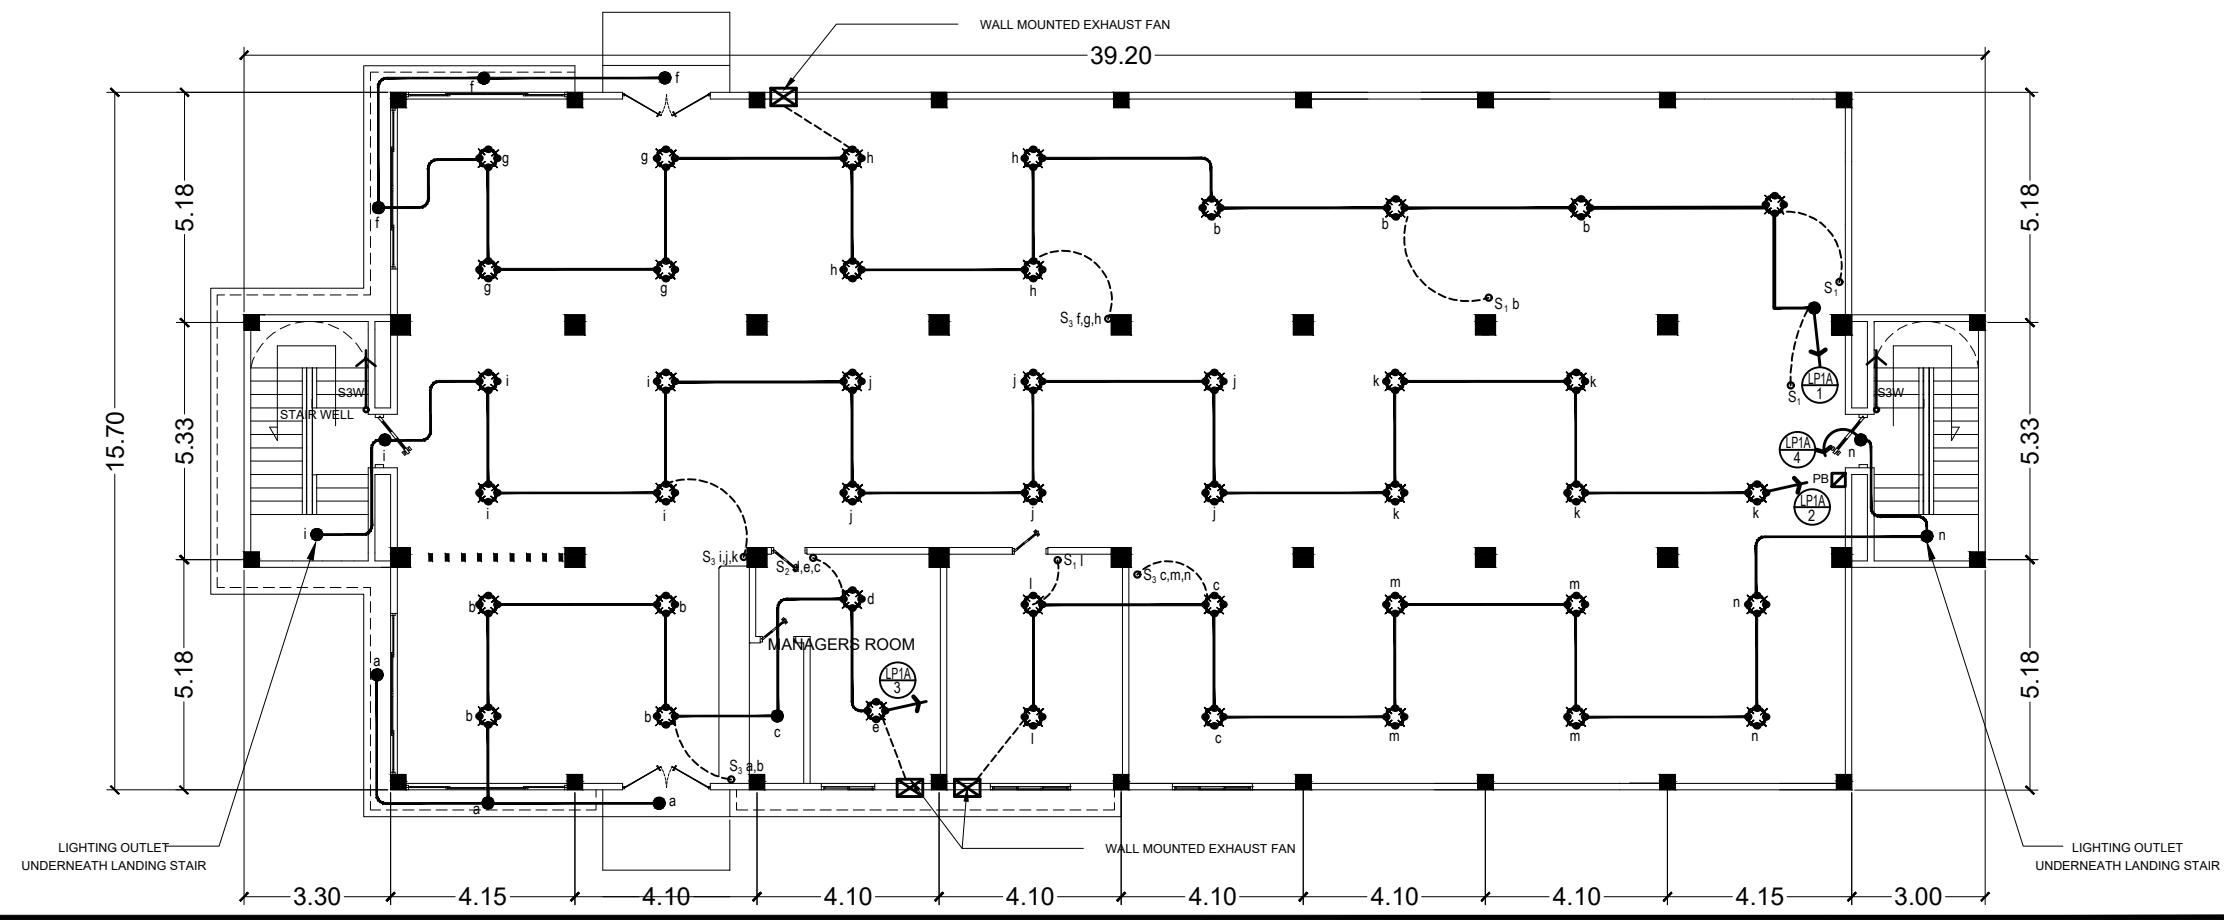 WALL MOUNTED EXHAUST FAN
39.20
f
f
g
g
h
h
5.18
5.18
f
b
b
b
15.70
g
g
h
h
S1
S1 b
S3 f,g,h
i
i
j
j
j
k
k
LP1A
1
S1
S3W
S3W
STAIR WELL
5.33
5.33
i
LP1A
4
n
PB
i
i
j
j
j
k
k
k
LP1A
2
i
n
S3 i,j,k
S2 d,e,c
S1 l
S3 c,m,n
b
b
d
l
c
m
m
n
MANAGERS ROOM
5.18
5.18
a
LP1A
3
b
b
c
e
l
c
m
m
n
S3 a,b
a
a
LIGHTING OUTLET
UNDERNEATH LANDING STAIR
WALL MOUNTED EXHAUST FAN
LIGHTING OUTLET
UNDERNEATH LANDING STAIR
3.30
4.15
4.10
4.10
4.10
4.10
4.10
4.10
4.15
3.00